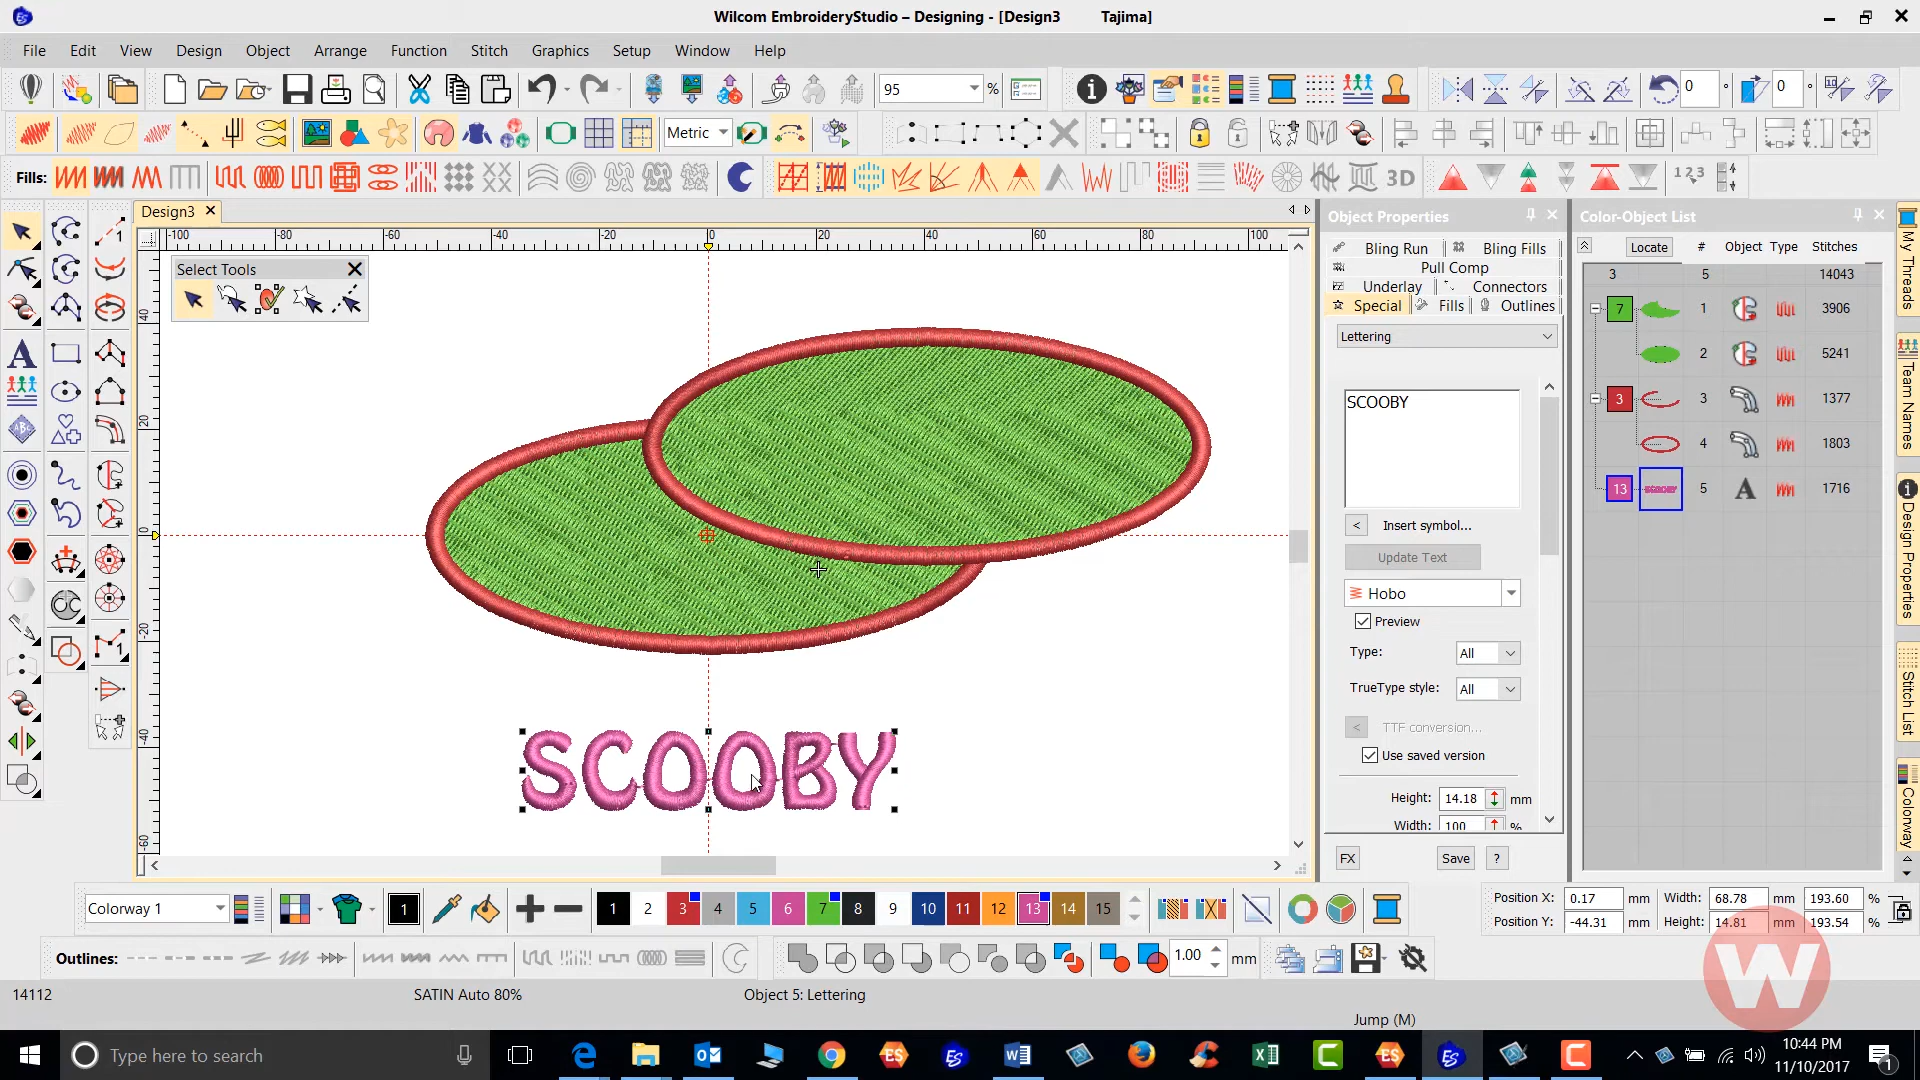 Wilcom EmbroideryStudio – Designing - [Design3 Tajima]
File Edit View Design Object Arrange Function Stitch Graphics Setup Window Help
95 %
0 ° 0 °
Metric
Fills:
3D
1 2 3
Design3
Select Tools
-100 -80 -60 -40 -20 0 20 40 60 80 100
40
20
0
-20
-40
-60
SCOOBY
Object Properties
Bling Run Bling Fills
Pull Comp
Underlay Connectors
Special Fills Outlines
Lettering
SCOOBY
< Insert symbol...
Update Text
Hobo
Preview
Type: All
TrueType style: All
< TTF conversion...
Use saved version
Height: 14.18 mm
Width: 100 %
FX Save ?
Color-Object List
Locate # Object Type Stitches
3 5 14043
7 1 3906
2 5241
3 3 1377
4 1803
13 SCOOBY 5 A 1716
My Threads
Team Names
Design Properties
Stitch List
Colorway
Colorway 1
1
1 2 3 4 5 6 7 8 9 10 11 12 13 14 15
Position X: 0.17 mm Width: 68.78 mm 193.60 %
Position Y: -44.31 mm Height: 14.81 mm 193.54 %
Outlines:
1.00 mm
14112 SATIN Auto 80% Object 5: Lettering
Jump (M)
W
Type here to search
10:44 PM
11/10/2017
1